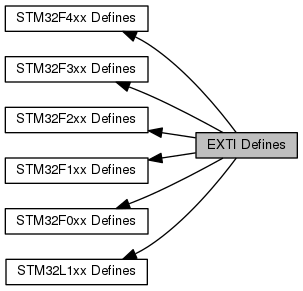 STM32F4xx Defines
STM32F3xx Defines
STM32F2xx Defines
EXTI Defines
STM32F1xx Defines
STM32F0xx Defines
STM32L1xx Defines